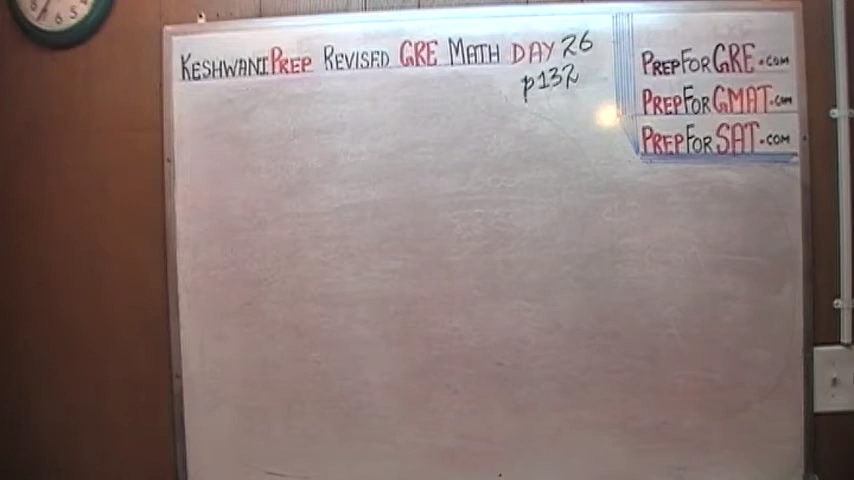 KESHWANIPREP REVISED GRE MATH DAY 26
p132
PREPFORGRE.COM
PREPFORGMAT.COM
PREPFORSAT.COM